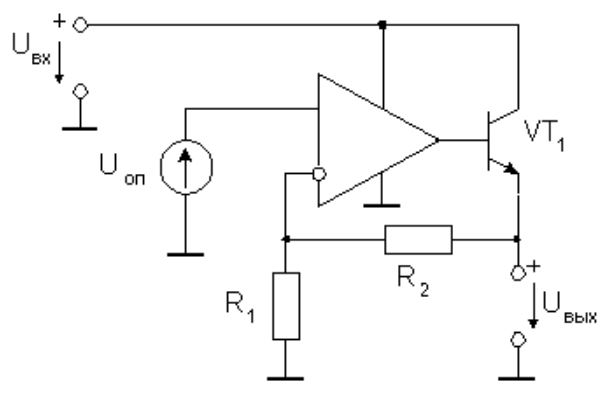 +
U вх
VT1
U оп
R2
+
R1
U вых